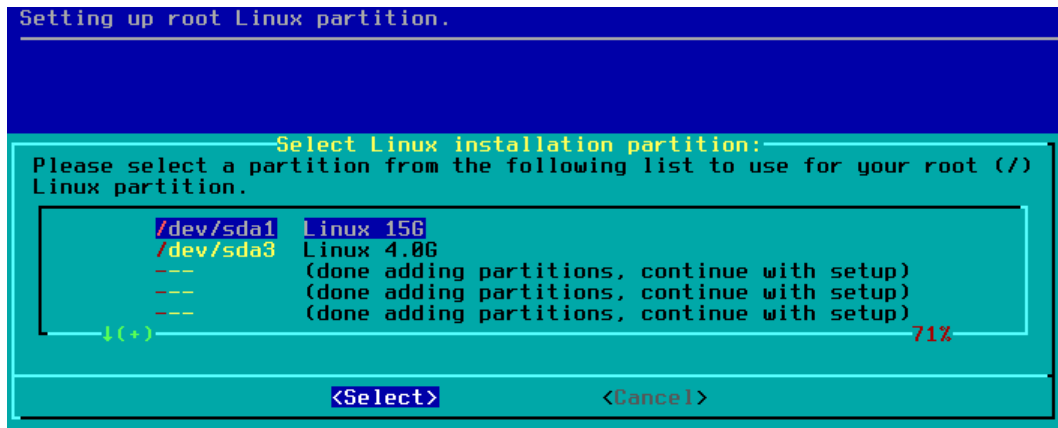 Setting up root Linux partition.
Select Linux installation partition:
Please select a partition from the following list to use for your root (/)
Linux partition.
/dev/sda1 Linux 15G
/dev/sda3 Linux 4.0G
--- (done adding partitions, continue with setup)
--- (done adding partitions, continue with setup)
--- (done adding partitions, continue with setup)
↓(+) 71%
<Select> <Cancel>